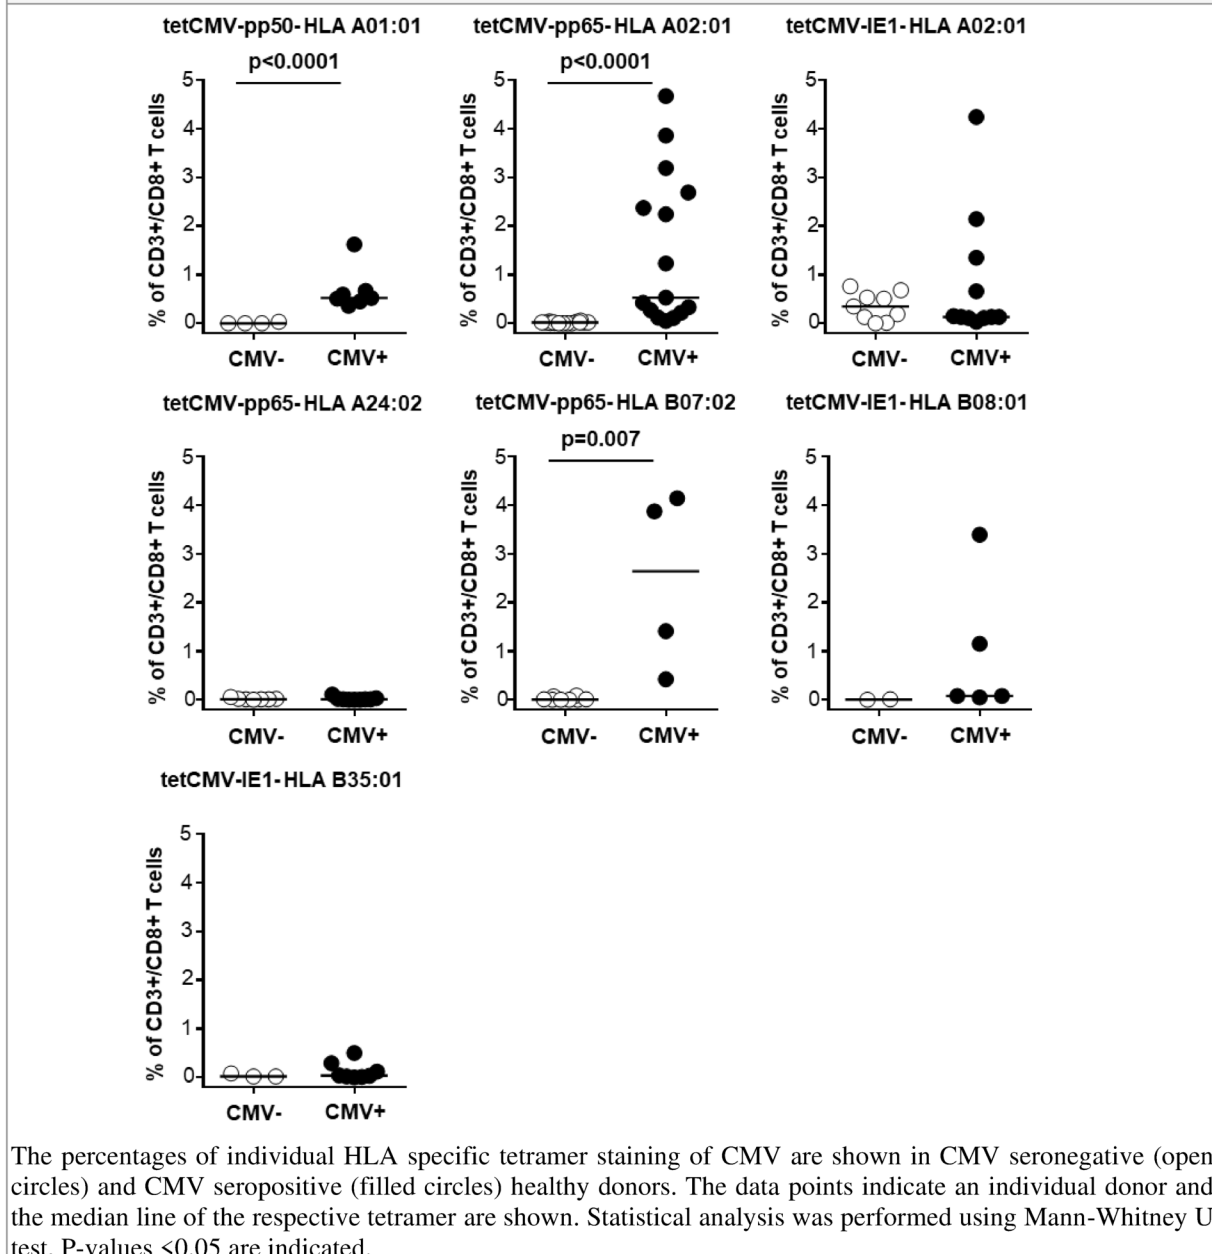 tetCMV-pp50-HLA A01:01
tetCMV-pp65-HLA A02:01
tetCMV-IE1-HLA A02:01
p<0.0001
p<0.0001
% of CD3+/CD8+ T cells
5
4
3
2
1
0
CMV-
CMV+
% of CD3+/CD8+ T cells
5
4
3
2
1
0
CMV-
CMV+
% of CD3+/CD8+ T cells
5
4
3
2
1
0
CMV-
CMV+
tetCMV-pp65-HLA A24:02
tetCMV-pp65-HLA B07:02
tetCMV-IE1-HLA B08:01
p=0.007
% of CD3+/CD8+ T cells
5
4
3
2
1
0
CMV-
CMV+
% of CD3+/CD8+ T cells
5
4
3
2
1
0
CMV-
CMV+
% of CD3+/CD8+ T cells
5
4
3
2
1
0
CMV-
CMV+
tetCMV-IE1-HLA B35:01
% of CD3+/CD8+ T cells
5
4
3
2
1
0
CMV-
CMV+
The percentages of individual HLA specific tetramer staining of CMV are shown in CMV seronegative (open
circles) and CMV seropositive (filled circles) healthy donors. The data points indicate an individual donor and
the median line of the respective tetramer are shown. Statistical analysis was performed using Mann-Whitney U
test. P-values <0.05 are indicated.